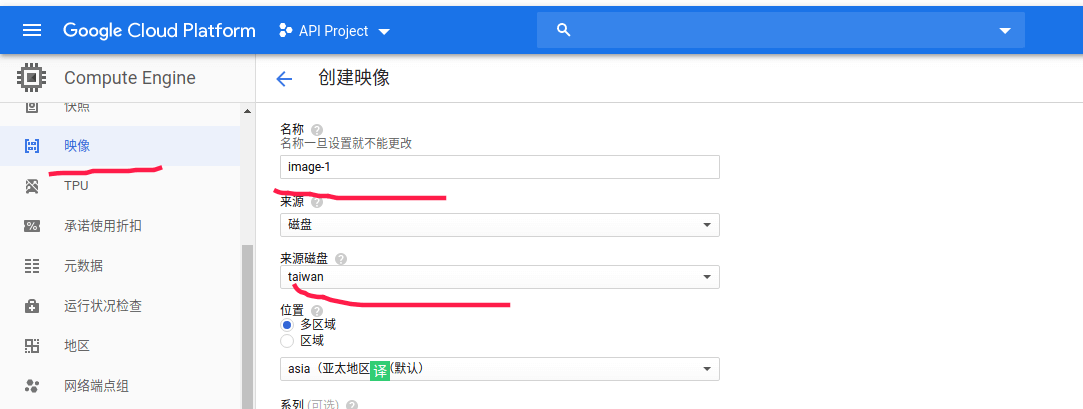 Google Cloud Platform API Project
Compute Engine
创建映像
快照
映像
TPU
承诺使用折扣
元数据
运行状况检查
地区
网络端点组
名称
名称一旦设置就不能更改
image-1
来源
磁盘
来源磁盘
taiwan
位置
多区域
区域
asia（亚太地区 译 （默认）
系列 (可选)